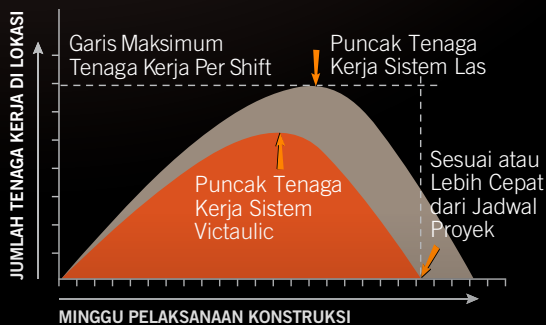 Garis Maksimum
Tenaga Kerja Per Shift
Puncak Tenaga
Kerja Sistem Las
Puncak Tenaga
Kerja Sistem
Victaulic
Sesuai atau
Lebih Cepat
dari Jadwal
Proyek
JUMLAH TENAGA KERJA DI LOKASI
MINGGU PELAKSANAAN KONSTRUKSI